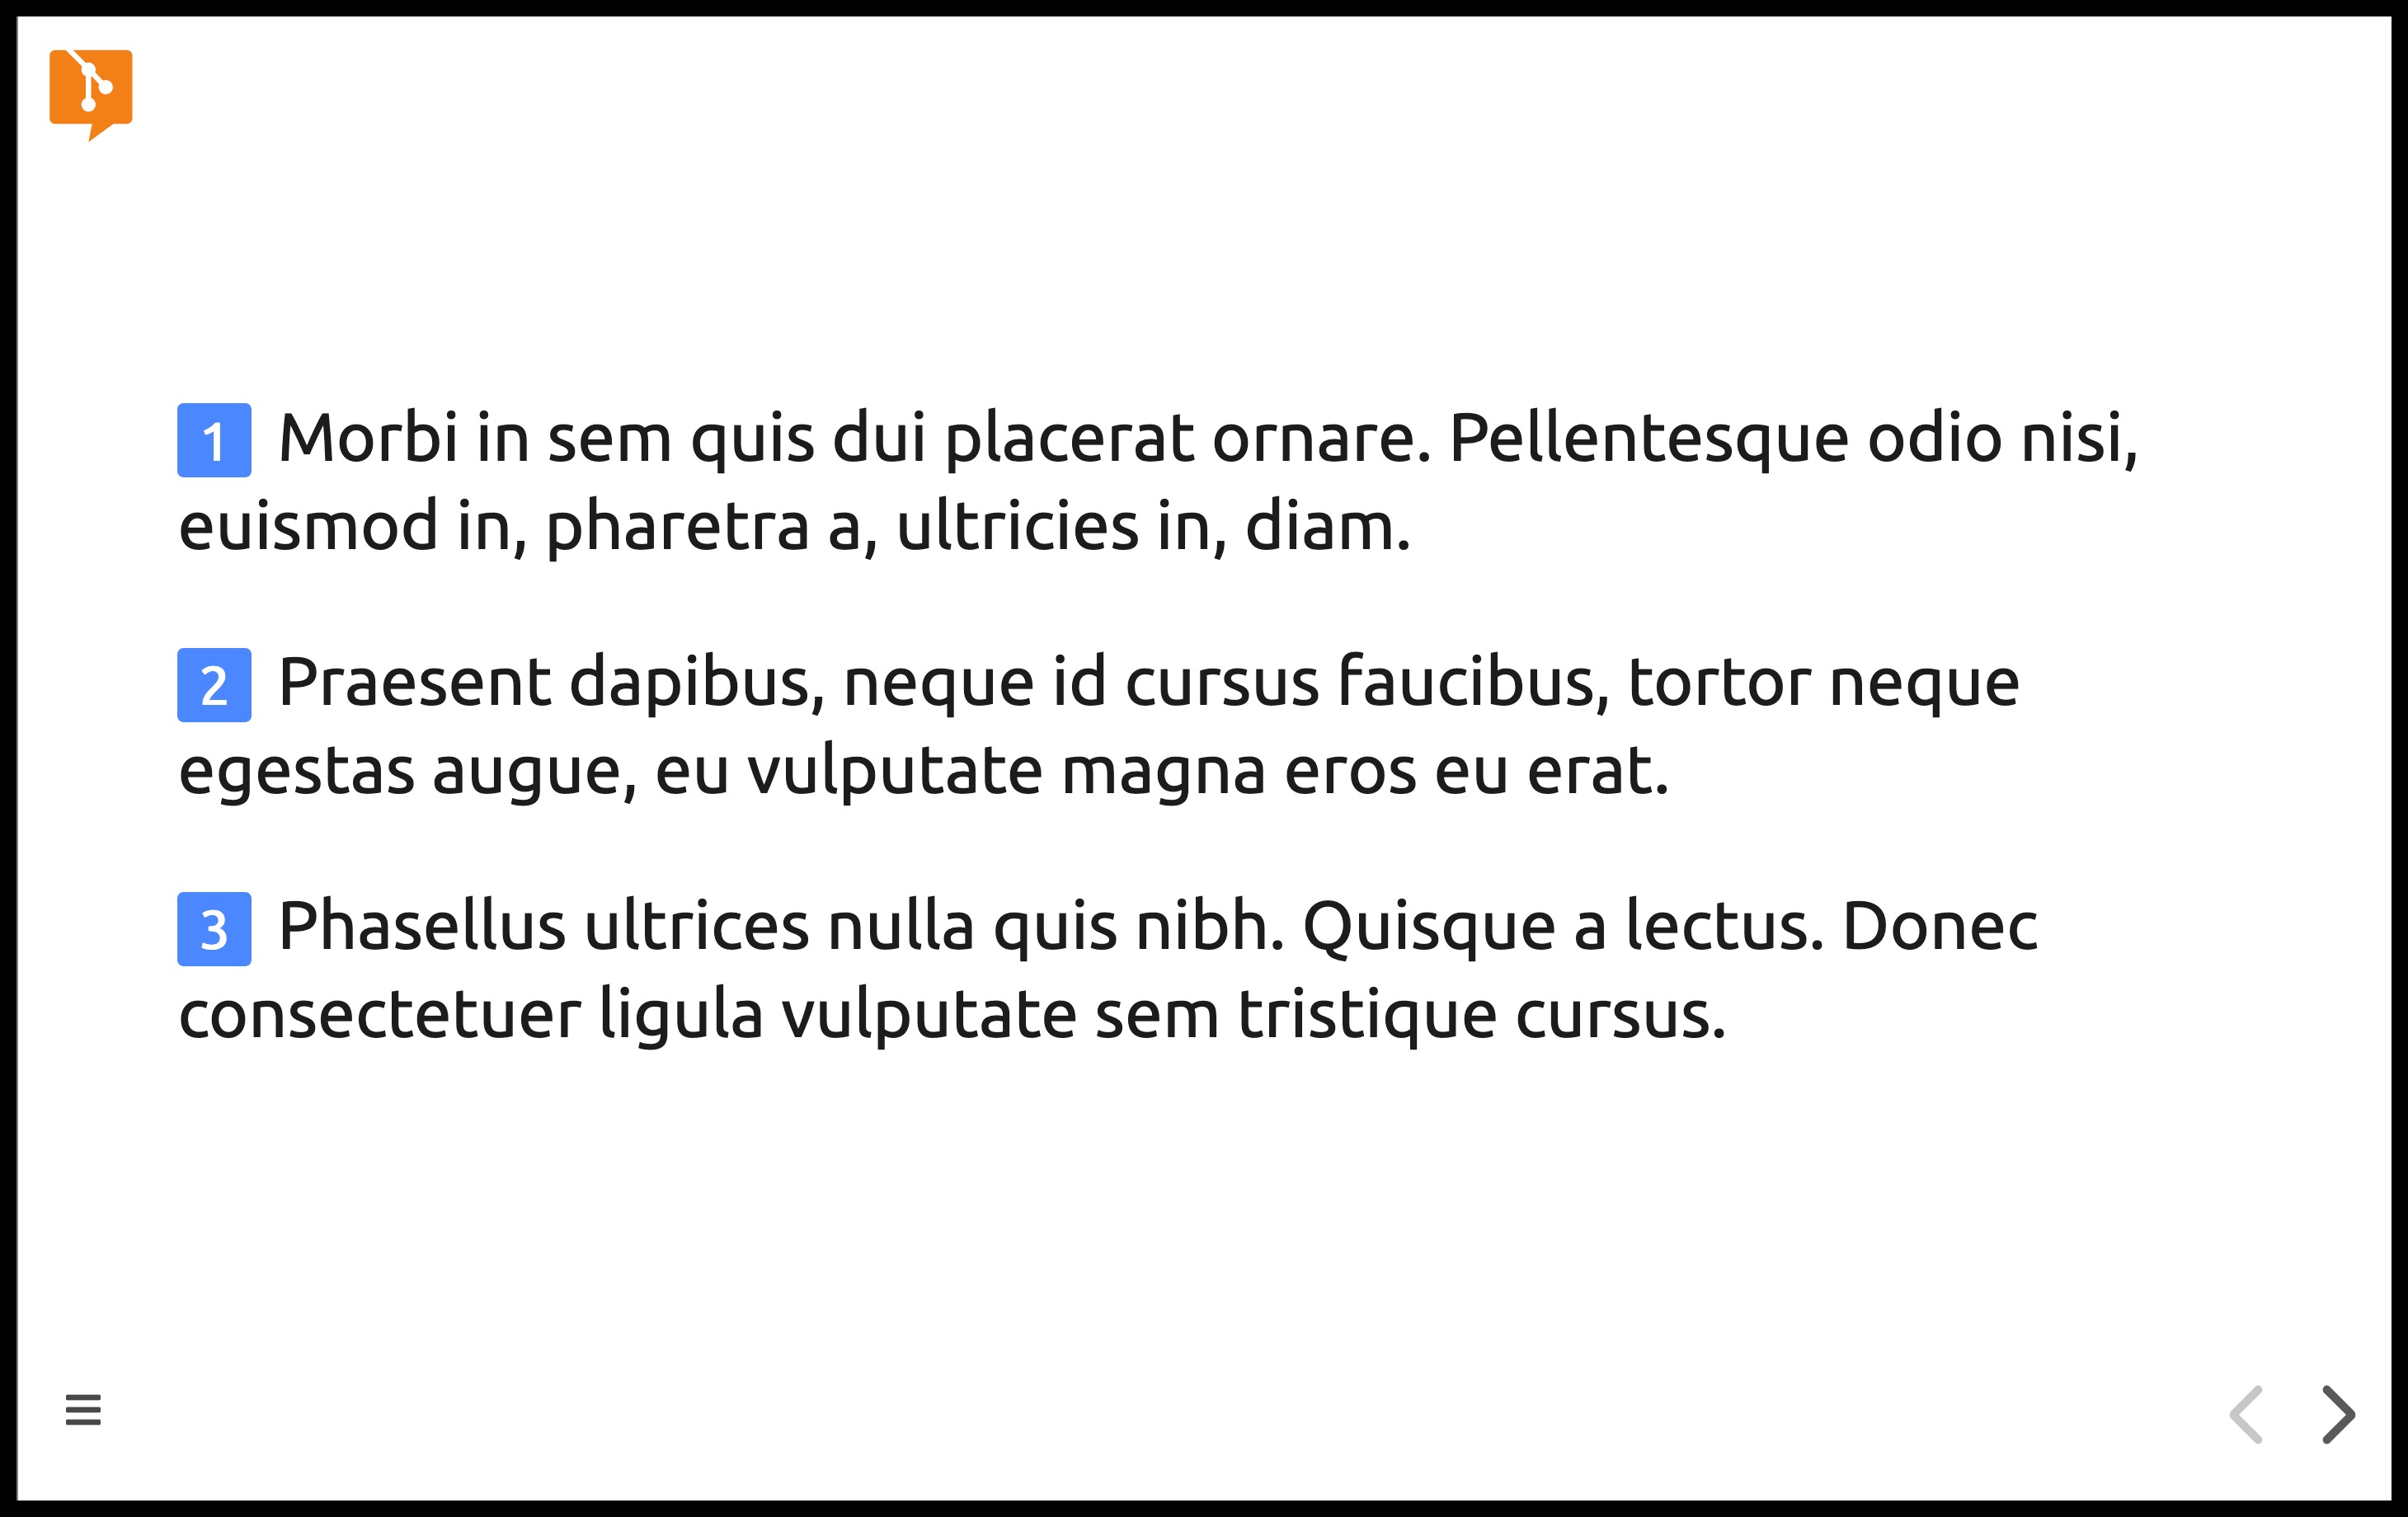 1 Morbi in sem quis dui placerat ornare. Pellentesque odio nisi,
euismod in, pharetra a, ultricies in, diam.
2 Praesent dapibus, neque id cursus faucibus, tortor neque
egestas augue, eu vulputate magna eros eu erat.
3 Phasellus ultrices nulla quis nibh. Quisque a lectus. Donec
consectetuer ligula vulputate sem tristique cursus.